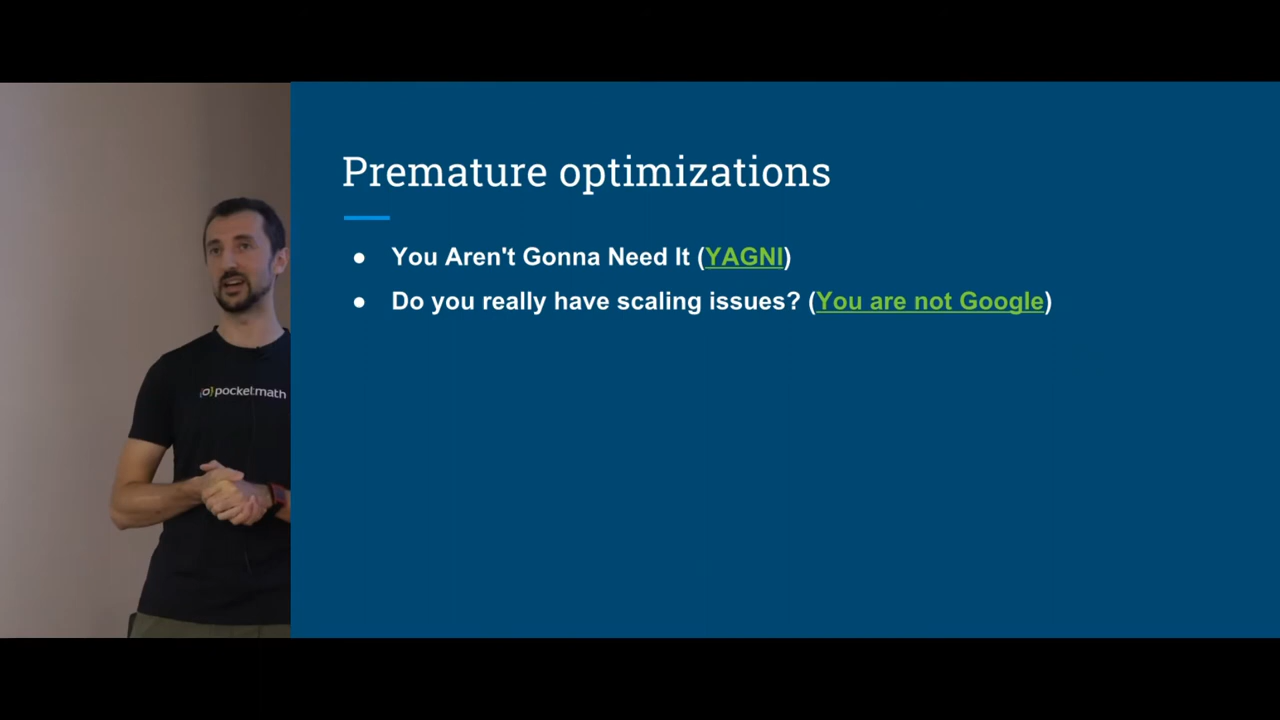 Premature optimizations
● You Aren't Gonna Need It (YAGNI)
● Do you really have scaling issues? (You are not Google)
{o}pocketmath